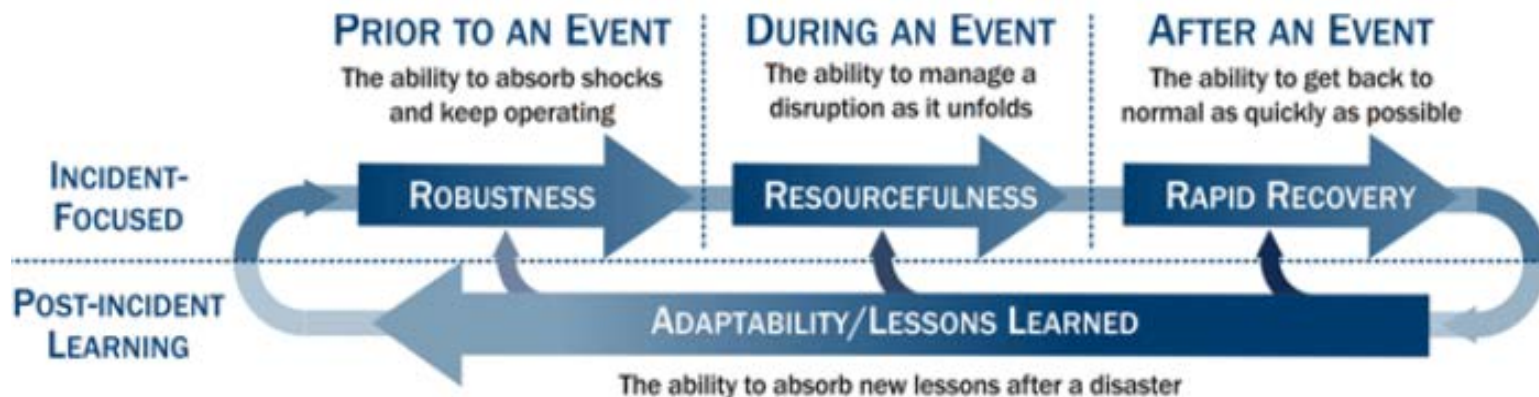 PRIOR TO AN EVENT
The ability to absorb shocks
and keep operating
DURING AN EVENT
The ability to manage a
disruption as it unfolds
AFTER AN EVENT
The ability to get back to
normal as quickly as possible
INCIDENT-
FOCUSED
ROBUSTNESS
RESOURCEFULNESS
RAPID RECOVERY
POST-INCIDENT
LEARNING
ADAPTABILITY/LESSONS LEARNED
The ability to absorb new lessons after a disaster